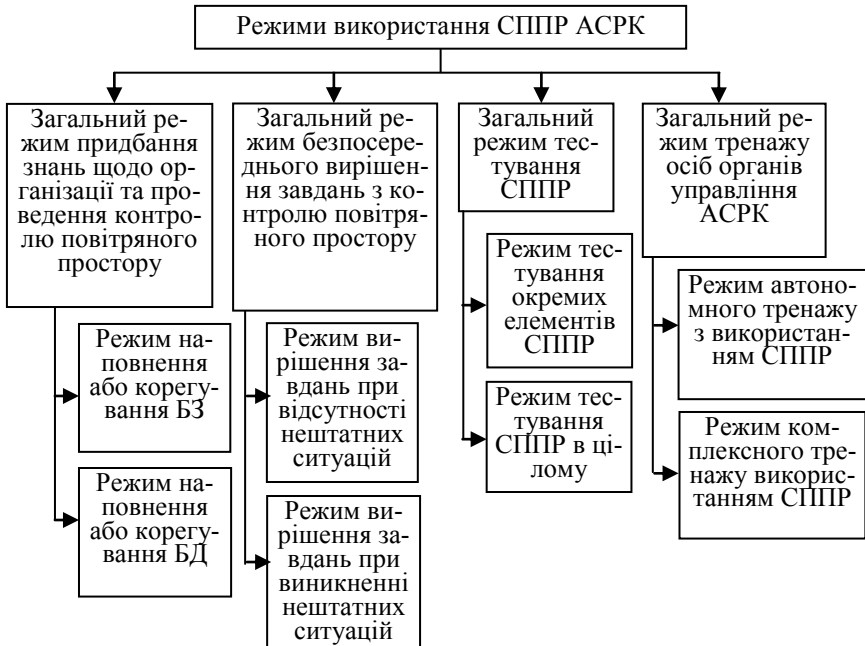 Режими використання СППР АСРК
Загальний ре-
жим придбання
знань щодо ор-
ганізації та про-
ведення контро-
лю повітряного
простору
Режим на-
повнення
або корегу-
вання БЗ
Режим на-
повнення
або корегу-
вання БД
Загальний ре-
жим безпосере-
днього вирішен-
ня завдань з ко-
нтролю повітря-
ного простору
Режим ви-
рішення за-
вдань при
відсутності
нештатних
ситуацій
Режим ви-
рішення за-
вдань при
виникненні
нештатних
ситуацій
Загальний
режим тес-
тування
СППР
Режим тес-
тування
окремих
елементів
СППР
Режим тес-
тування
СППР в ці-
лому
Загальний ре-
жим тренажу
осіб органів
управління
АСРК
Режим автоно-
много тренажу
з використан-
ням СППР
Режим ком-
плексного тре-
нажу викорис-
танням СППР